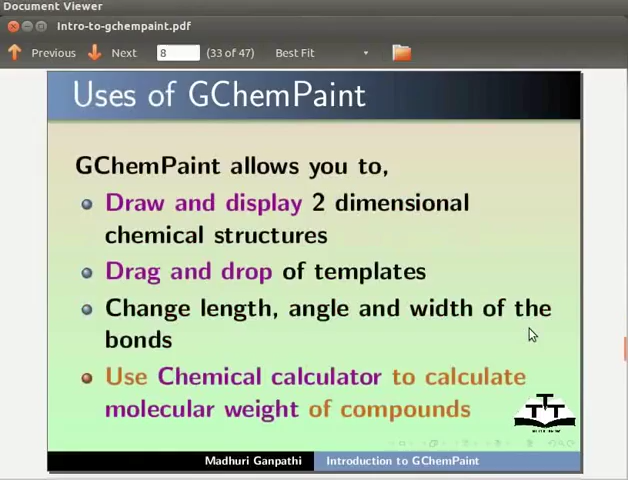 Document Viewer
Intro-to-gchempaint.pdf
Previous Next 8 (33 of 47) Best Fit
Uses of GChemPaint
GChemPaint allows you to,
Draw and display 2 dimensional
chemical structures
Drag and drop of templates
Change length, angle and width of the
bonds
Use Chemical calculator to calculate
molecular weight of compounds
Madhuri Ganpathi Introduction to GChemPaint